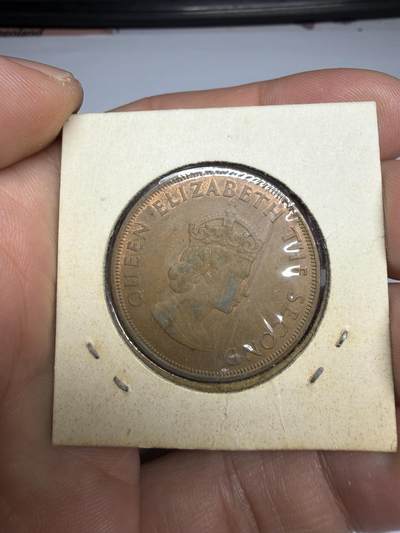 QUEEN ELIZABETH THE SECOND